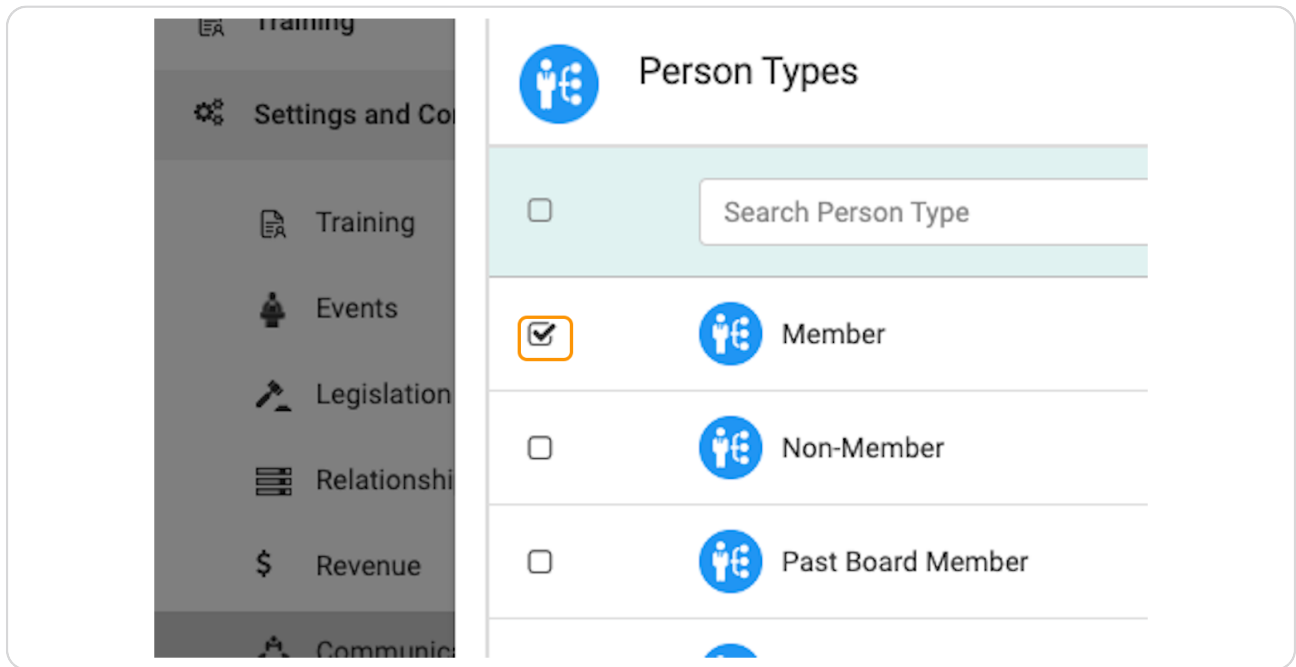 Training
Settings and Co
Training
Events
Legislation
Relationshi
Revenue
Communica
Person Types
Search Person Type
Member
Non-Member
Past Board Member